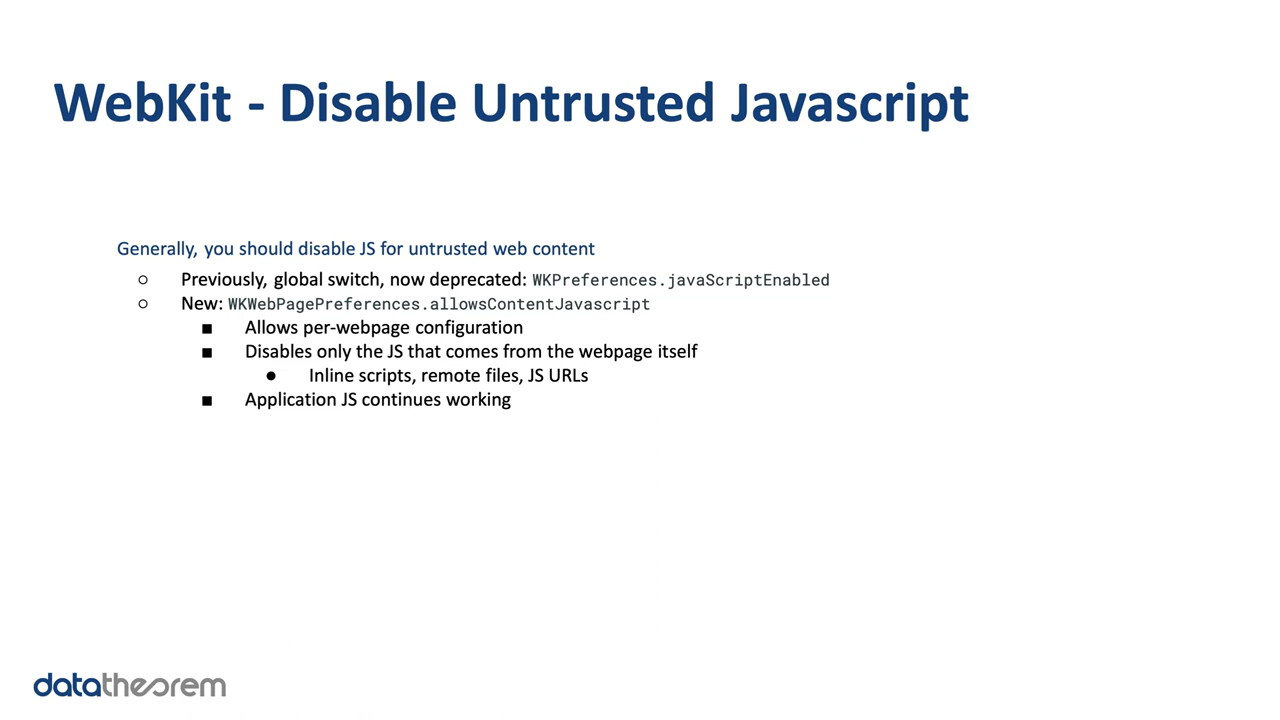 WebKit - Disable Untrusted Javascript
Generally, you should disable JS for untrusted web content
○ Previously, global switch, now deprecated: WKPreferences.javaScriptEnabled
○ New: WKWebPagePreferences.allowsContentJavascript
■ Allows per-webpage configuration
■ Disables only the JS that comes from the webpage itself
● Inline scripts, remote files, JS URLs
■ Application JS continues working
datatheorem